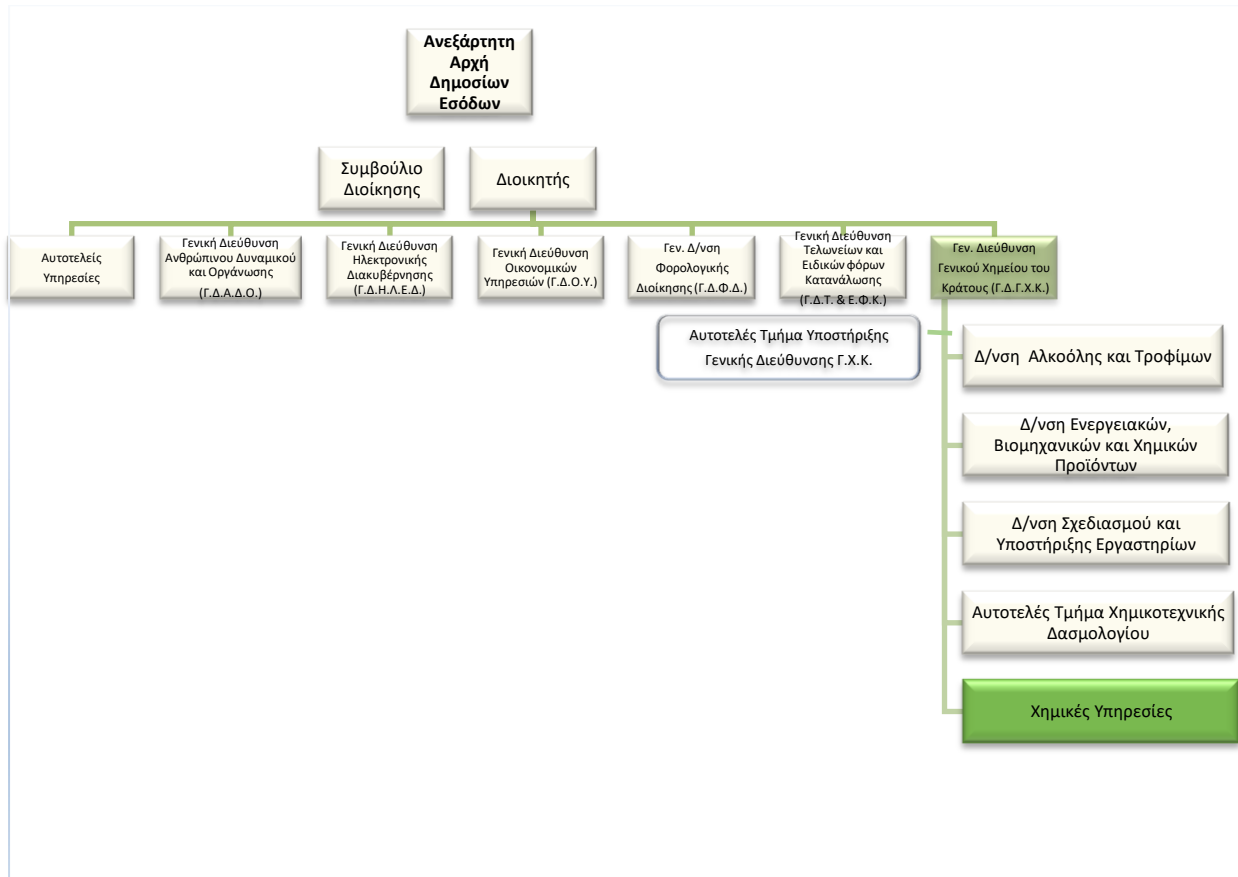 Ανεξάρτητη
Αρχή
Δημοσίων
Εσόδων
Συμβούλιο
Διοίκησης
Διοικητής
Αυτοτελείς
Υπηρεσίες
Γενική Διεύθυνση
Ανθρώπινου Δυναμικού
και Οργάνωσης
(Γ.Δ.Α.Δ.Ο.)
Γενική Διεύθυνση
Ηλεκτρονικής
Διακυβέρνησης
(Γ.Δ.Η.Λ.Ε.Δ.)
Γενική Διεύθυνση
Οικονομικών
Υπηρεσιών (Γ.Δ.Ο.Υ.)
Γεν. Δ/νση
Φορολογικής
Διοίκησης (Γ.Δ.Φ.Δ.)
Γενική Διεύθυνση
Τελωνείων και
Ειδικών φόρων
Κατανάλωσης
(Γ.Δ.Τ. & Ε.Φ.Κ.)
Γεν. Διεύθυνση
Γενικού Χημείου του
Κράτους (Γ.Δ.Γ.Χ.Κ.)
Αυτοτελές Τμήμα Υποστήριξης
Γενικής Διεύθυνσης Γ.Χ.Κ.
Δ/νση Αλκοόλης και Τροφίμων
Δ/νση Ενεργειακών,
Βιομηχανικών και Χημικών
Προϊόντων
Δ/νση Σχεδιασμού και
Υποστήριξης Εργαστηρίων
Αυτοτελές Τμήμα Χημικοτεχνικής
Δασμολογίου
Χημικές Υπηρεσίες